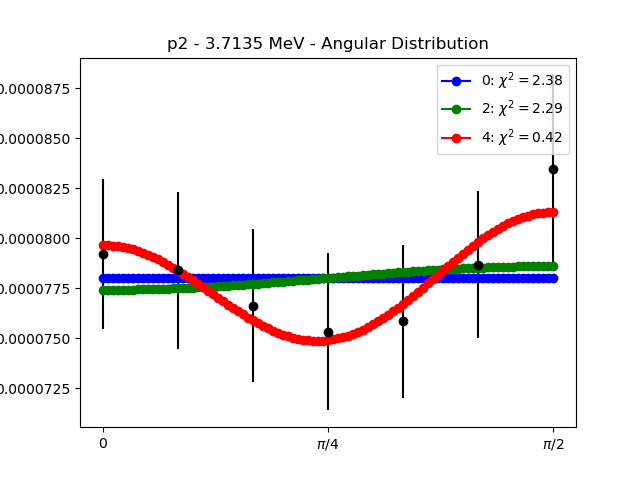 p2 - 3.7135 MeV - Angular Distribution
0: χ² = 2.38
2: χ² = 2.29
4: χ² = 0.42
0.0000875
0.0000850
0.0000825
0.0000800
0.0000775
0.0000750
0.0000725
0 π/4 π/2